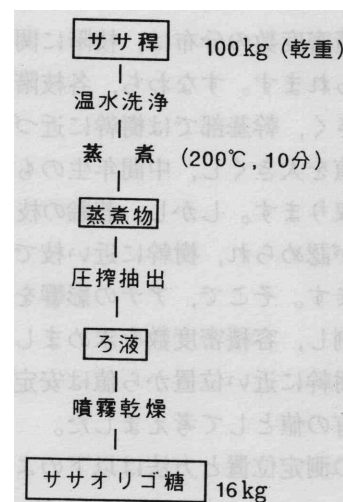 ササ稈 100kg (乾重)
温水洗浄
蒸煮 (200℃, 10分)
蒸煮物
圧搾抽出
ろ液
噴霧乾燥
ササオリゴ糖 16kg